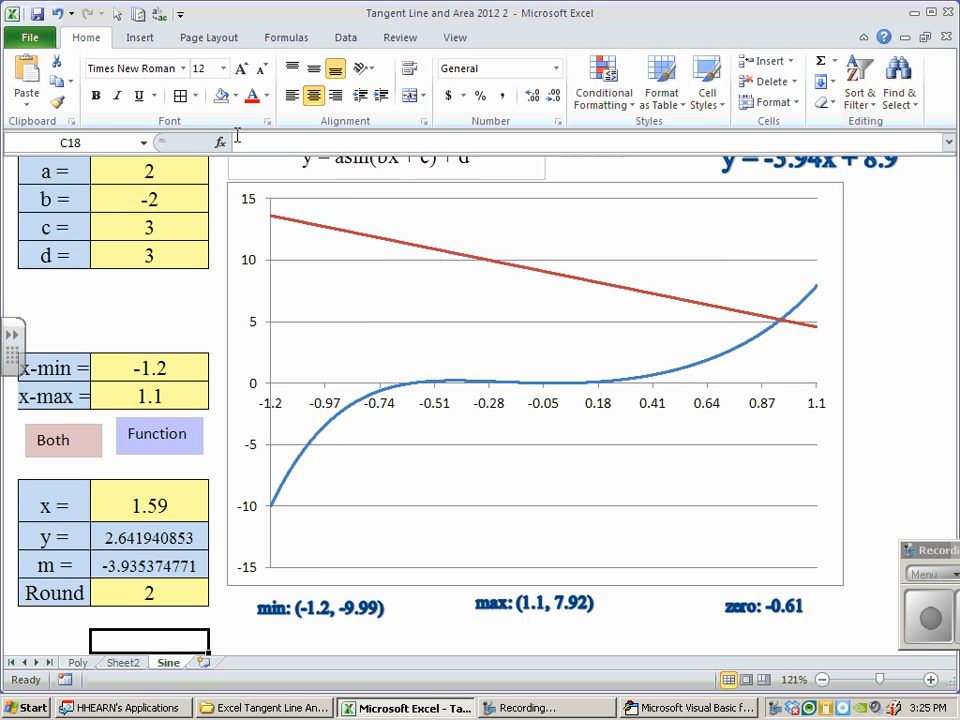 Tangent Line and Area 2012 2 - Microsoft Excel
File Home Insert Page Layout Formulas Data Review View
Times New Roman 12 General
Paste B I U $ % , Conditional Formatting Format as Table Cell Styles Insert Delete Format Sort & Filter Find & Select
Clipboard Font Alignment Number Styles Cells Editing
C18 fx
y = asin(bx + c) + d
y = -3.94x + 8.9
a = 2
b = -2
c = 3
d = 3
x-min = -1.2
x-max = 1.1
Both Function
x = 1.59
y = 2.641940853
m = -3.935374771
Round 2
15
10
5
0
-5
-10
-15
-1.2 -0.97 -0.74 -0.51 -0.28 -0.05 0.18 0.41 0.64 0.87 1.1
min: (-1.2, -9.99) max: (1.1, 7.92) zero: -0.61
Recordi
Menu
Poly Sheet2 Sine
Ready 121%
Start HHEARN's Applications Excel Tangent Line An... Microsoft Excel - Ta... Recording... Microsoft Visual Basic f... 3:25 PM